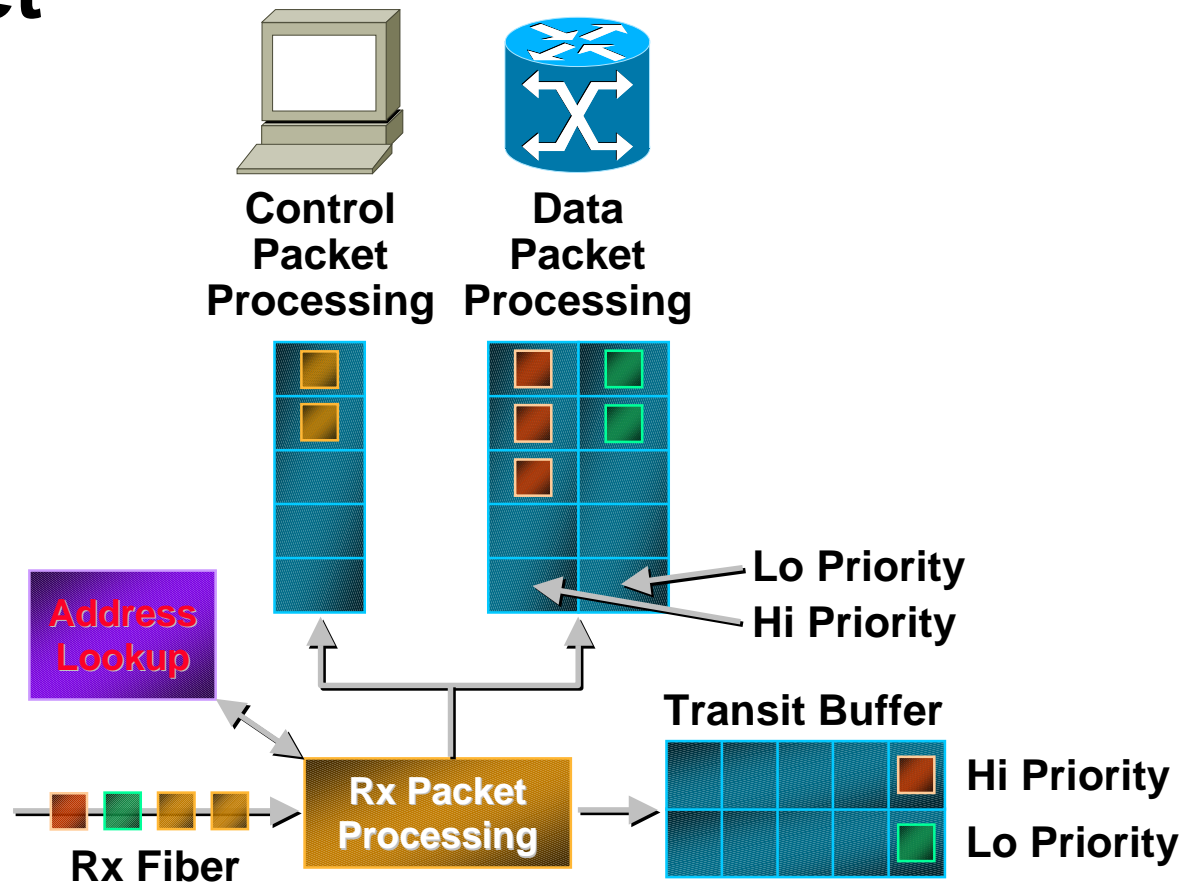 Control
Packet
Processing
Data
Packet
Processing
Lo Priority
Hi Priority
Address
Lookup
Transit Buffer
Rx Packet
Processing
Hi Priority
Lo Priority
Rx Fiber